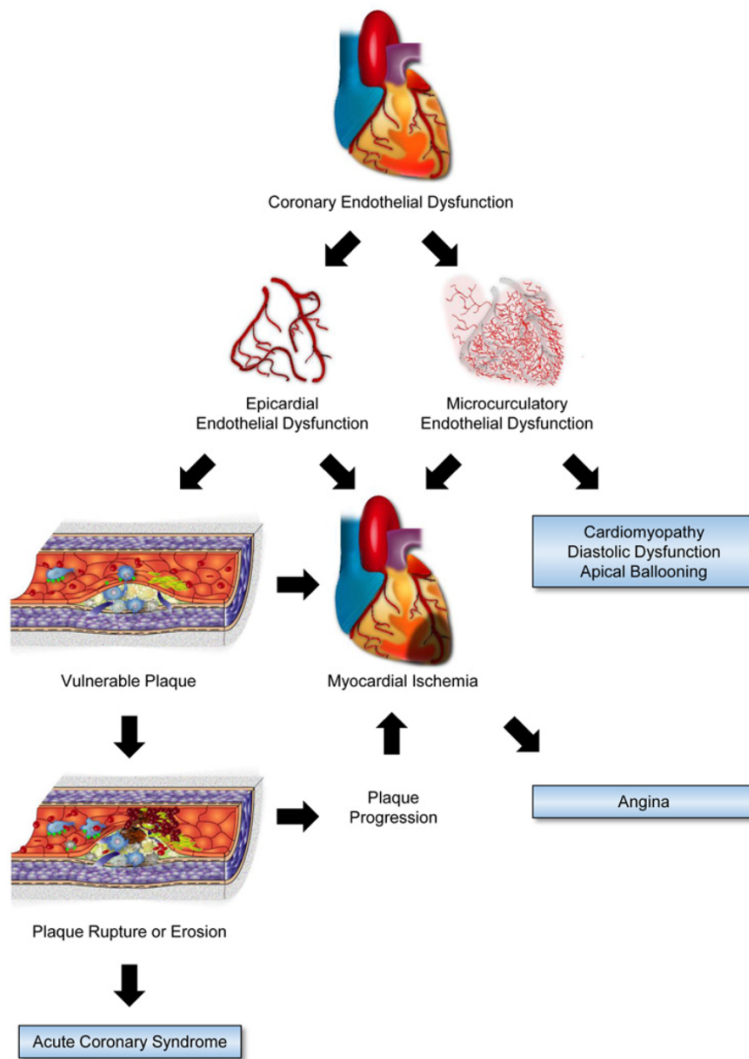 Coronary Endothelial Dysfunction
Epicardial
Endothelial Dysfunction
Microcurculatory
Endothelial Dysfunction
Cardiomyopathy
Diastolic Dysfunction
Apical Ballooning
Vulnerable Plaque
Myocardial Ischemia
Plaque
Progression
Angina
Plaque Rupture or Erosion
Acute Coronary Syndrome